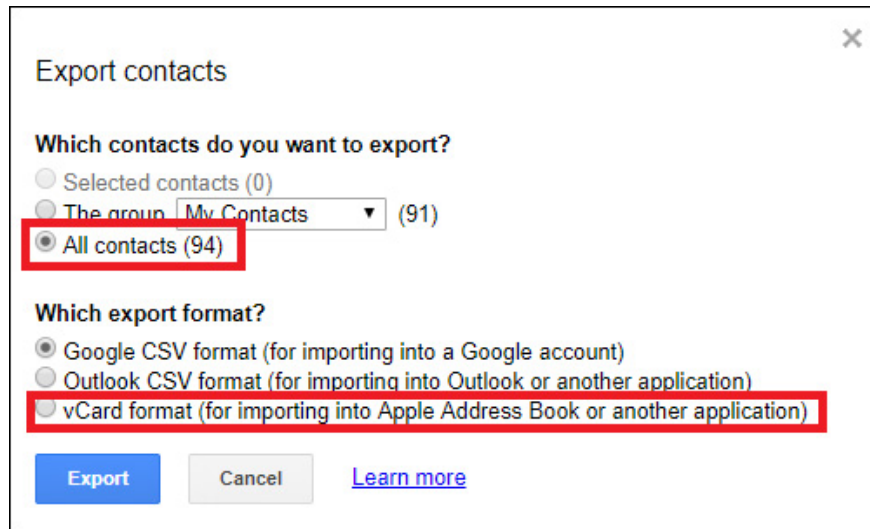 Export contacts
Which contacts do you want to export?
Selected contacts (0)
The group My Contacts (91)
All contacts (94)
Which export format?
Google CSV format (for importing into a Google account)
Outlook CSV format (for importing into Outlook or another application)
vCard format (for importing into Apple Address Book or another application)
Export Cancel Learn more